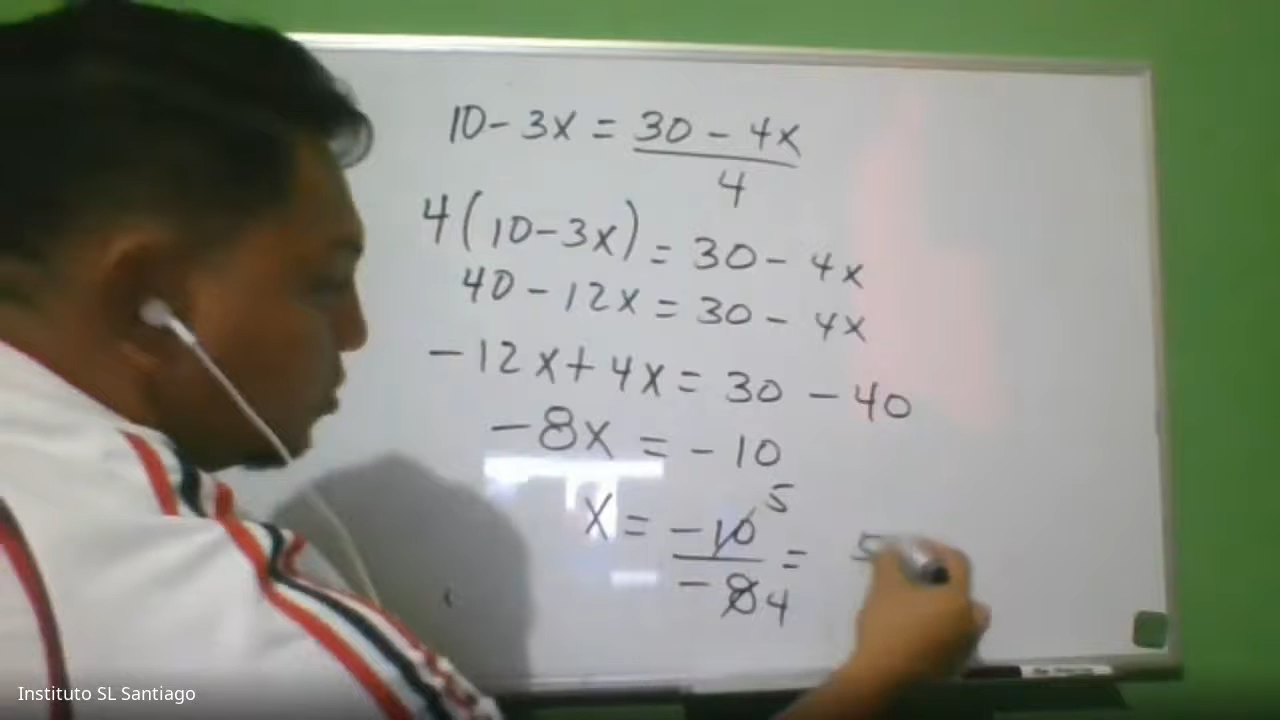 10 - 3x = 30 - 4x
4
4(10 - 3x) = 30 - 4x
40 - 12x = 30 - 4x
-12x + 4x = 30 - 40
-8x = -10
x = -10 5 =
-8 4
5
Instituto SL Santiago